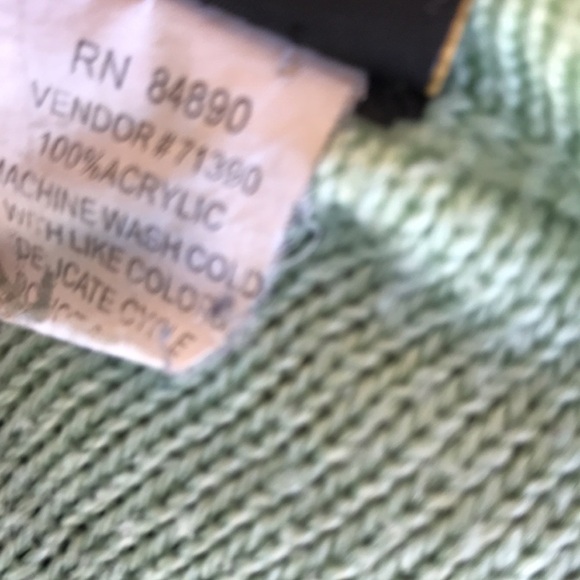 RN 84890
VENDOR#71390
100%ACRYLIC
MACHINE WASH COLD
WITH LIKE COLORS
DELICATE CYCLE